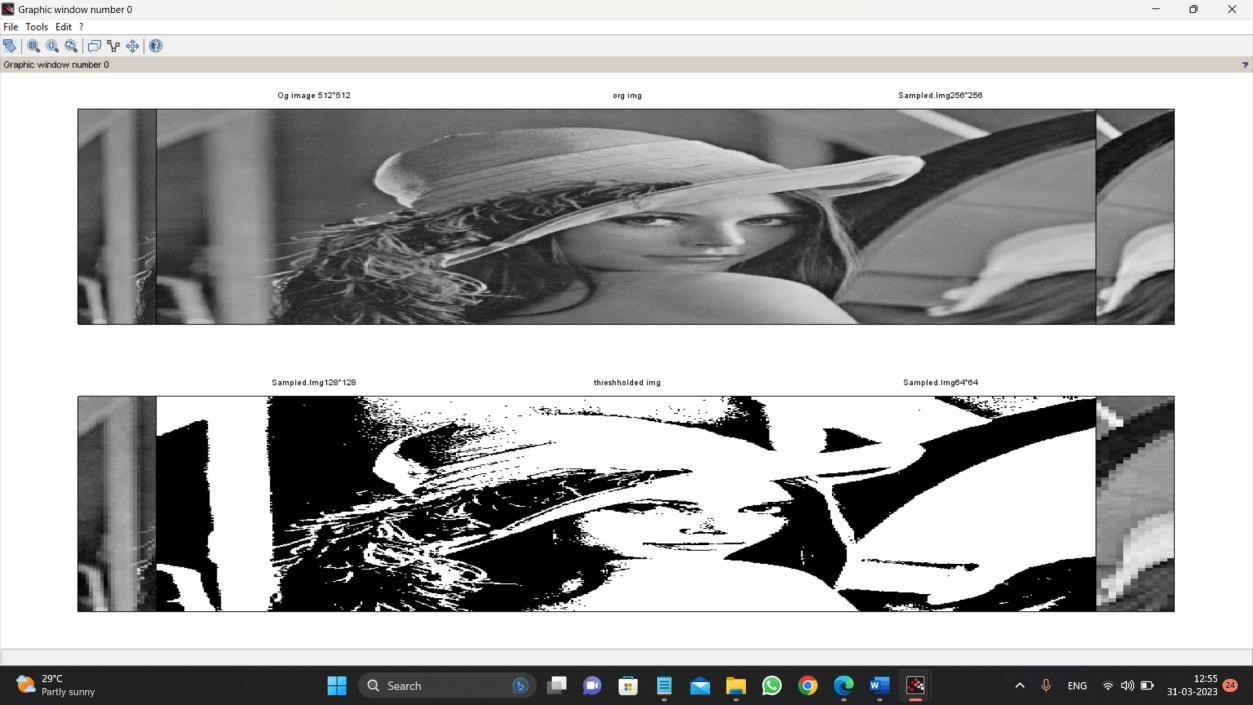 Graphic window number 0
File Tools Edit ?
Graphic window number 0 ?
Og image 512*512 org img Sampled.Img256*256
Sampled.Img128*128 threshholded img Sampled.Img64*64
29°C
Partly sunny
Search
ENG
12:55
31-03-2023
24